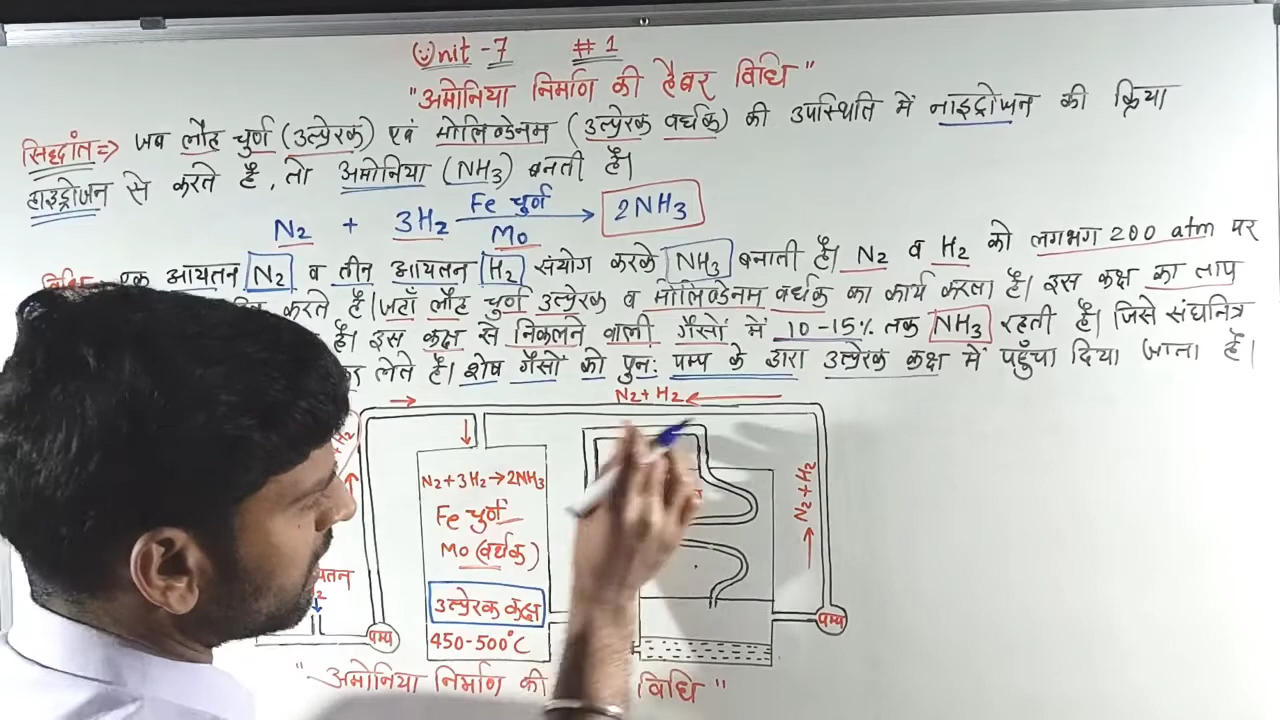 Unit-7 #1
"अमोनिया निर्माण की हैबर विधि"
सिद्धांत=> जब लौह चुर्ण (उत्प्रेरक) एवं मोलिब्डेनम (उत्प्रेरक वर्धक) की उपस्थिति में नाइट्रोजन की क्रिया
हाइड्रोजन से करते हैं, तो अमोनिया (NH3) बनती है।
N2 + 3H2 Fe चुर्ण Mo → 2NH3
एक आयतन N2 व तीन आयतन H2 संयोग करके NH3 बनाती है। N2 व H2 को लगभग 200 atm पर
करते हैं। जहाँ लौह चुर्ण उत्प्रेरक व मोलिब्डेनम वर्धक का कार्य करता है। इस कक्ष का ताप
है। इस कक्ष से निकलने वाली गैसों में 10-15% तक NH3 रहती है। जिसे संघनित्र
लेते हैं। शेष गैसों को पुनः पम्प के द्वारा उत्प्रेरक कक्ष में पहुँचा दिया जाता है।
N2+H2
N2+3H2→2NH3
Fe चुर्ण
Mo (वर्धक)
उत्प्रेरक कक्ष
450-500°C
पम्प
N2+H2
पम्प
"अमोनिया निर्माण की विधि"